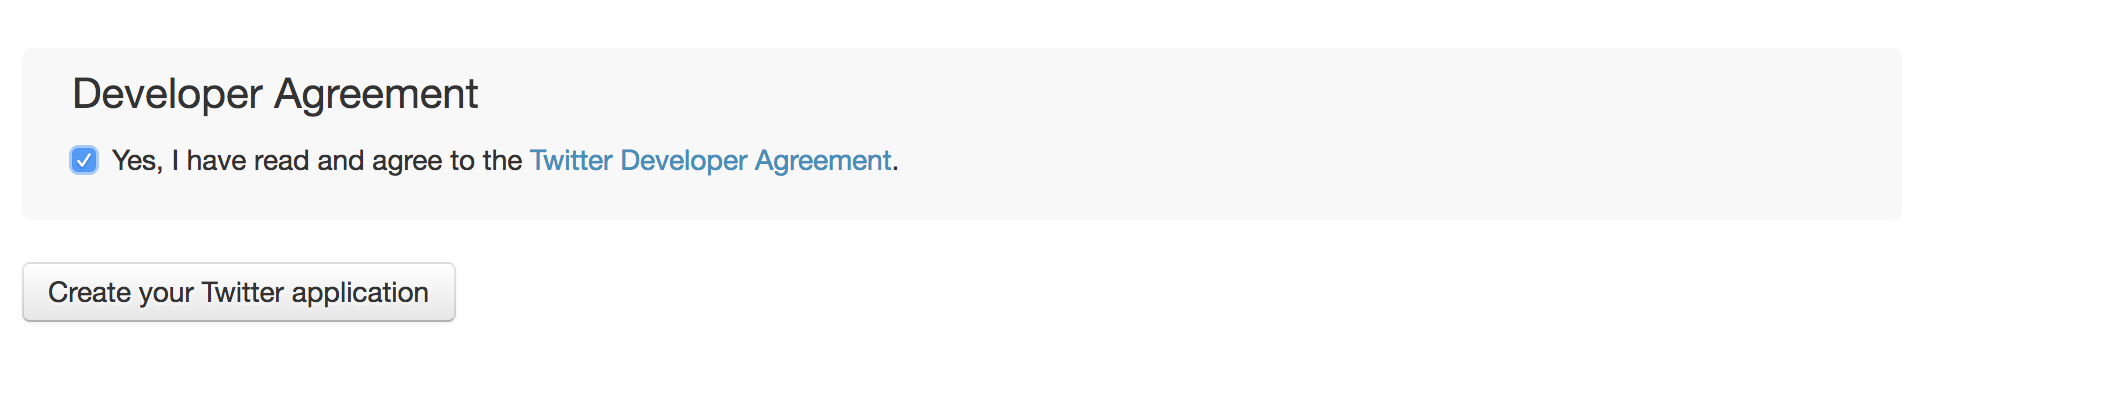 Developer Agreement
Yes, I have read and agree to the Twitter Developer Agreement.
Create your Twitter application